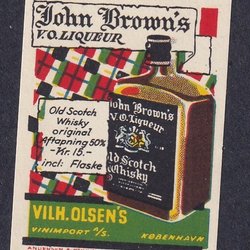 John Brown's
V.O. LIQUEUR
Old Scotch
Whisky
original
Aftapning 50%
Kr. 15,-
incl: Flaske
John Brown's
V.O. Liqueur
Old Scotch
Whisky
VILH. OLSEN'S
VINIMPORT A/S. KØBENHAVN